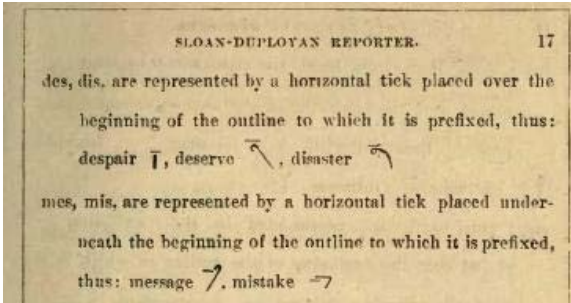 SLOAN-DUPLOYAN REPORTER. 17
des, dis, are represented by a horizontal tick placed over the
beginning of the outline to which it is prefixed, thus:
despair , deserve , disaster
mes, mis, are represented by a horizontal tick placed under-
neath the beginning of the outline to which it is prefixed,
thus: message , mistake